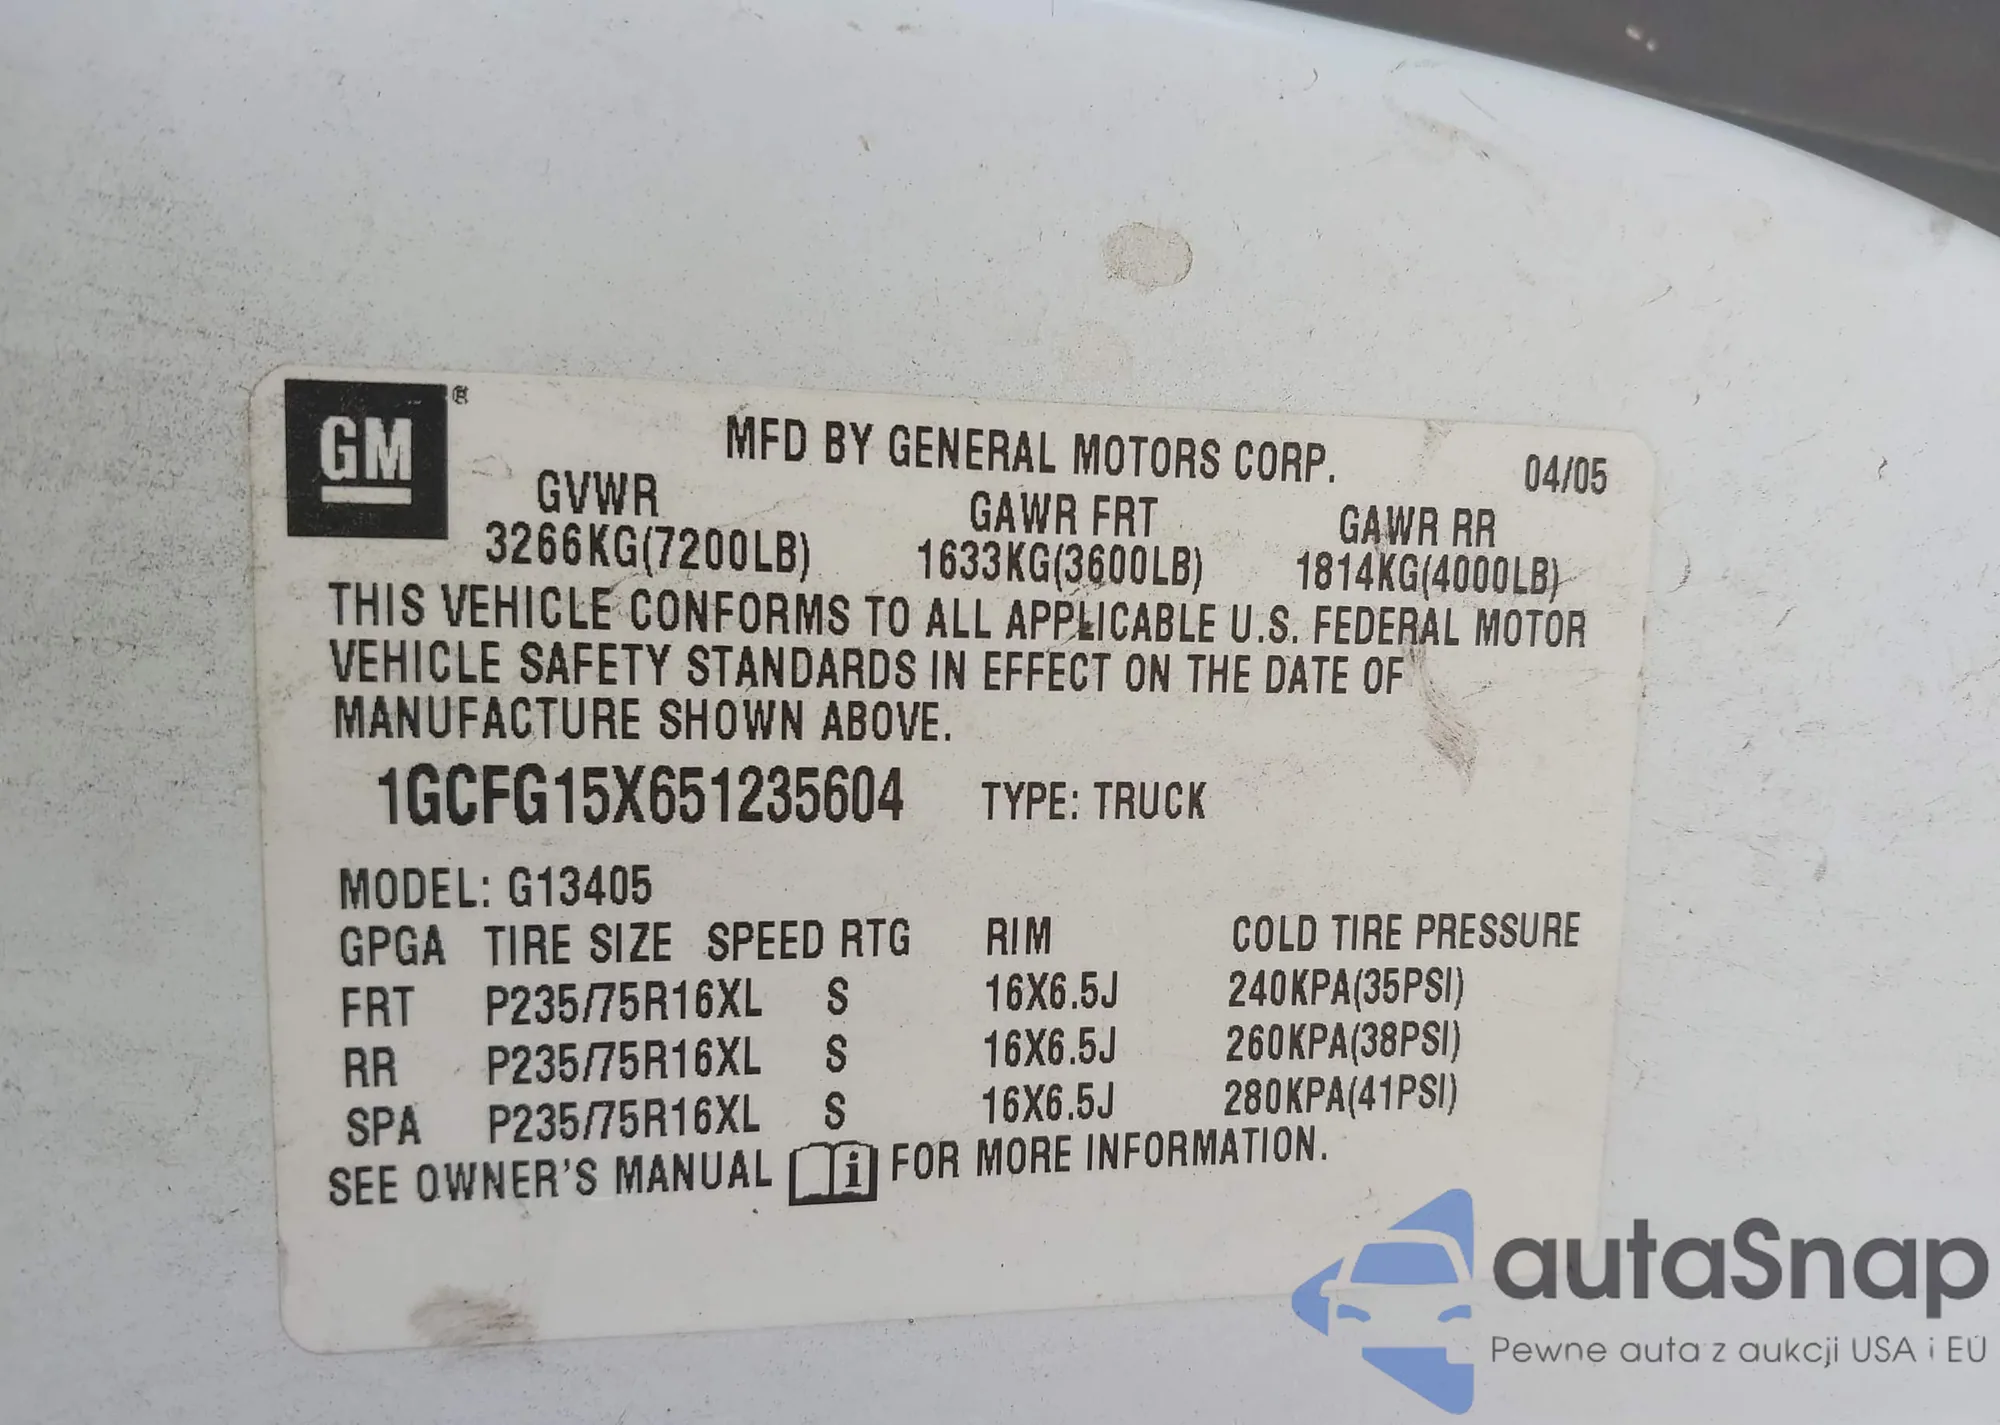 GM ®
MFD BY GENERAL MOTORS CORP. 04/05
GVWR GAWR FRT GAWR RR
3266KG(7200LB) 1633KG(3600LB) 1814KG(4000LB)
THIS VEHICLE CONFORMS TO ALL APPLICABLE U.S. FEDERAL MOTOR
VEHICLE SAFETY STANDARDS IN EFFECT ON THE DATE OF
MANUFACTURE SHOWN ABOVE.
1GCFG15X651235604 TYPE: TRUCK
MODEL: G13405
GPGA TIRE SIZE SPEED RTG RIM COLD TIRE PRESSURE
FRT P235/75R16XL S 16X6.5J 240KPA(35PSI)
RR P235/75R16XL S 16X6.5J 260KPA(38PSI)
SPA P235/75R16XL S 16X6.5J 280KPA(41PSI)
SEE OWNER'S MANUAL i FOR MORE INFORMATION.
autaSnap
Pewne auta z aukcji USA i EU